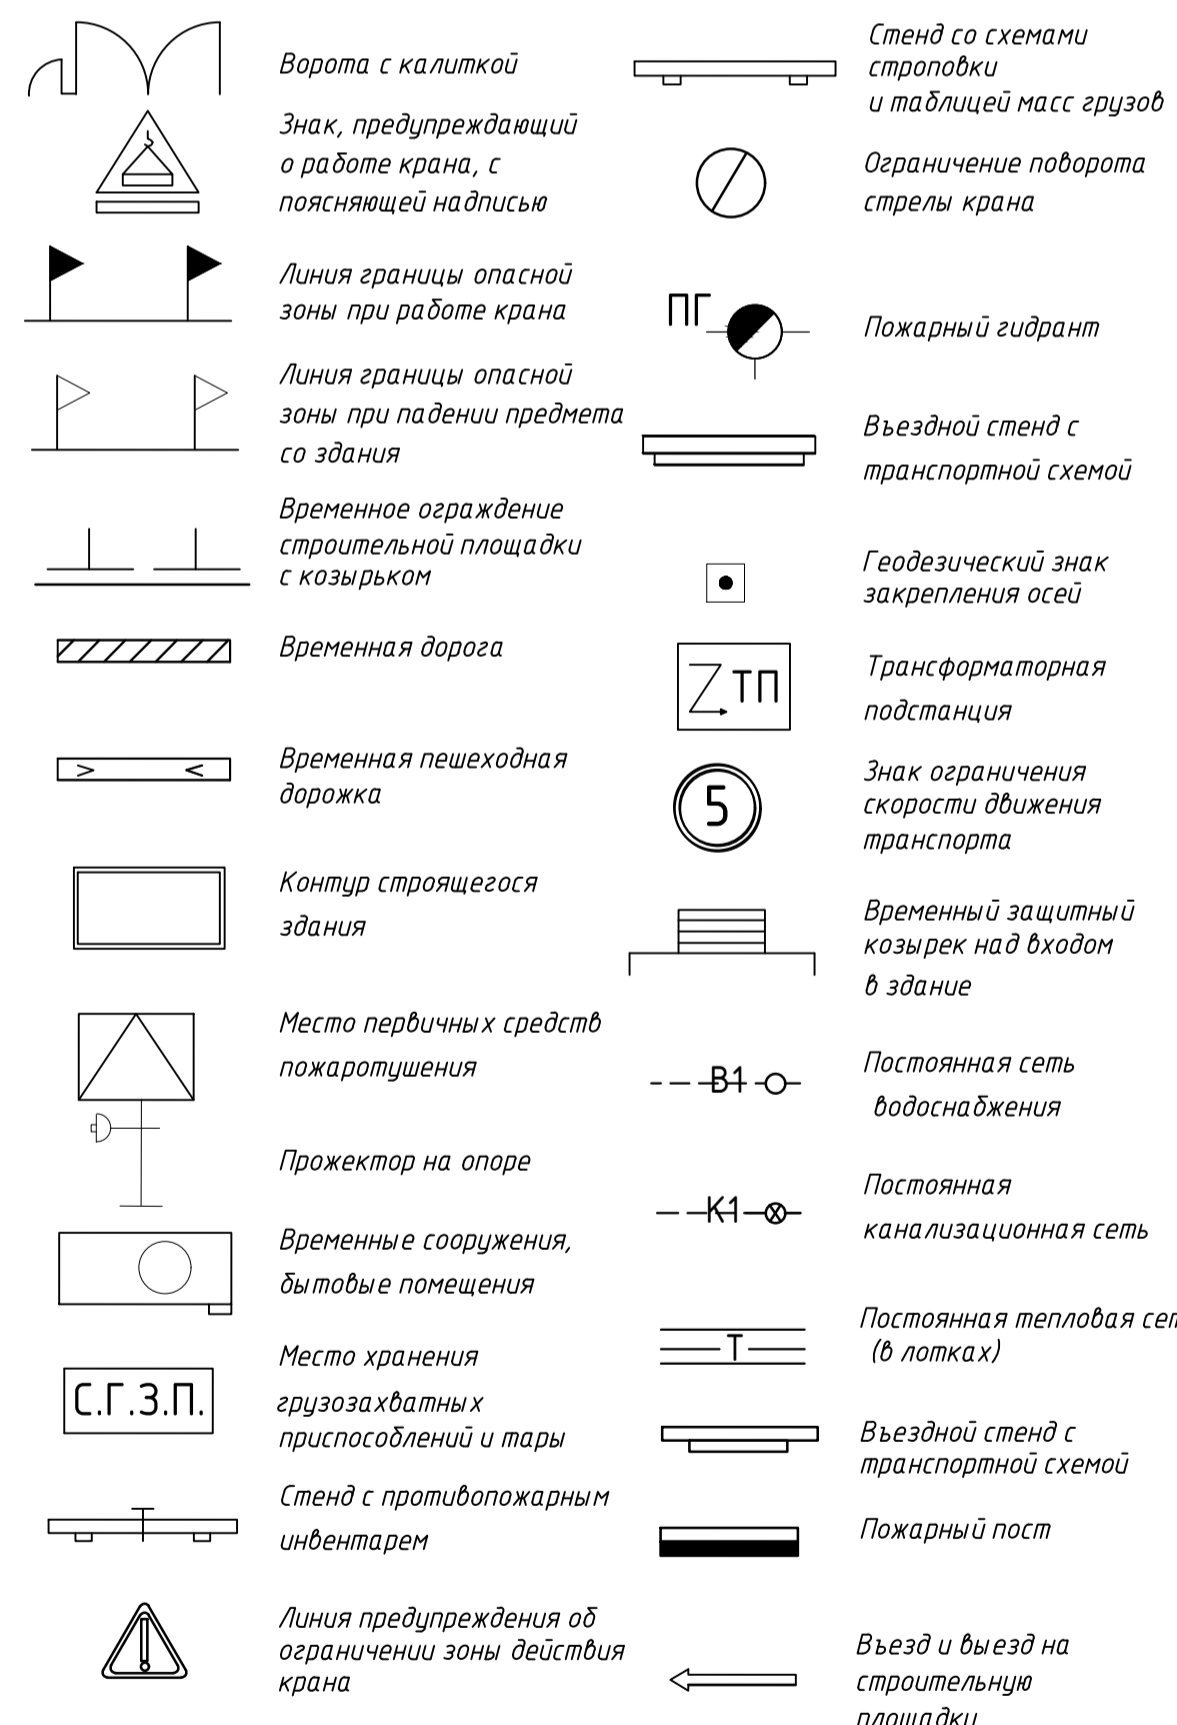 Ворота с калиткой
Знак, предупреждающий
о работе крана, с
поясняющей надписью
Линия границы опасной
зоны при работе крана
Линия границы опасной
зоны при падении предмета
со здания
Временное ограждение
строительной площадки
с козырьком
Временная дорога
> <
Временная пешеходная
дорожка
Контур строящегося
здания
Место первичных средств
пожаротушения
Прожектор на опоре
Временные сооружения,
бытовые помещения
С.Г.З.П.
Место хранения
грузозахватных
приспособлений и тары
Стенд с противопожарным
инвентарем
Линия предупреждения об
ограничении зоны действия
крана
Стенд со схемами
строповки
и таблицей масс грузов
Ограничение поворота
стрелы крана
ПГ
Пожарный гидрант
Въездной стенд с
транспортной схемой
Геодезический знак
закрепления осей
ТП
Трансформаторная
подстанция
5
Знак ограничения
скорости движения
транспорта
Временный защитный
козырек над входом
в здание
В1
Постоянная сеть
водоснабжения
К1
Постоянная
канализационная сеть
Т
Постоянная тепловая сет
(в лотках)
Въездной стенд с
транспортной схемой
Пожарный пост
Въезд и выезд на
строительную
площадки